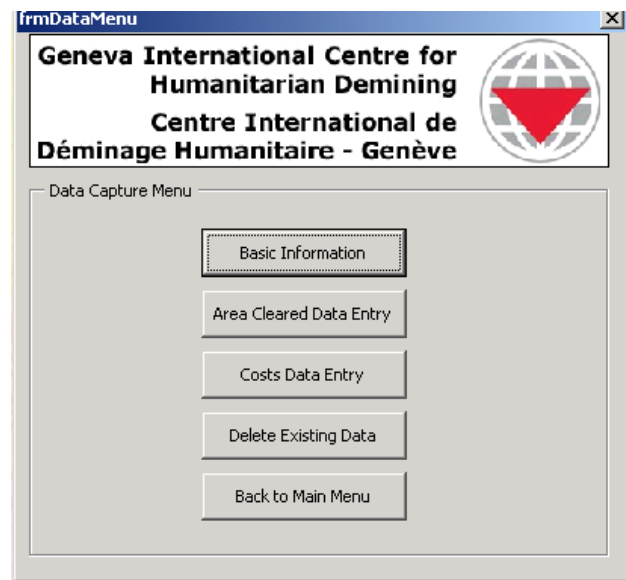 frmDataMenu
Geneva International Centre for
Humanitarian Demining
Centre International de
Déminage Humanitaire - Genève
Data Capture Menu
Basic Information
Area Cleared Data Entry
Costs Data Entry
Delete Existing Data
Back to Main Menu